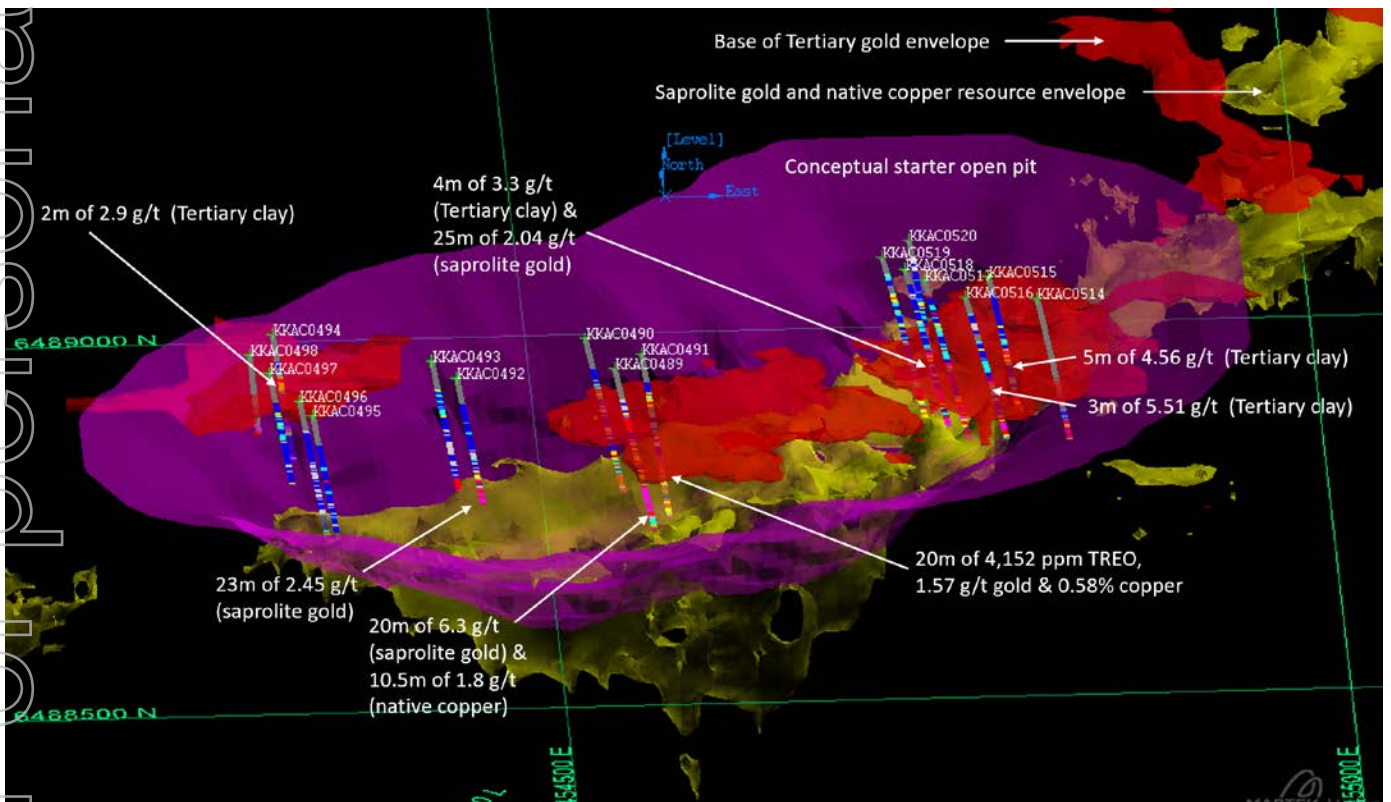 or personal
Base of Tertiary gold envelope
Saprolite gold and native copper resource envelope
[Level]
North
East
Conceptual starter open pit
4m of 3.3 g/t
(Tertiary clay) &
25m of 2.04 g/t
(saprolite gold)
2m of 2.9 g/t (Tertiary clay)
KKAC0520
KKAC0519
KKAC0518
KKAC0517
KKAC0515
KKAC0516
KKAC0514
6489000 N
KKAC0494
KKAC0498
KKAC0497
KKAC0496
KKAC0495
KKAC0493
KKAC0492
KKAC0490
KKAC0491
KKAC0489
5m of 4.56 g/t (Tertiary clay)
3m of 5.51 g/t (Tertiary clay)
20m of 4,152 ppm TREO,
1.57 g/t gold & 0.58% copper
23m of 2.45 g/t
(saprolite gold)
20m of 6.3 g/t
(saprolite gold) &
10.5m of 1.8 g/t
(native copper)
6488500 N
454500 E